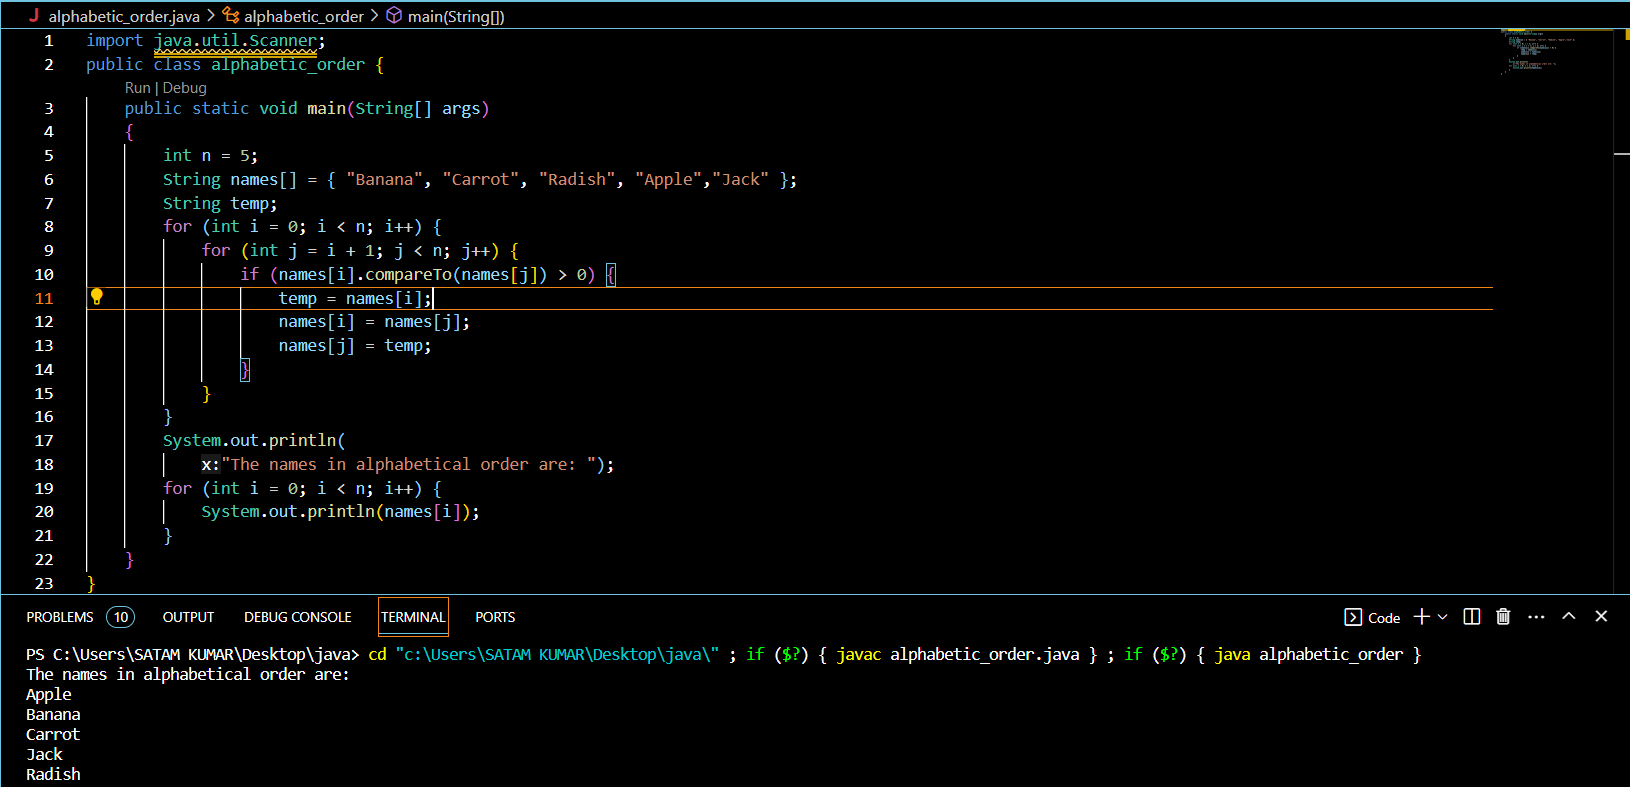 J alphabetic_order.java > alphabetic_order > main(String[])
1 import java.util.Scanner;
2 public class alphabetic_order {
Run | Debug
3 public static void main(String[] args)
4 {
5 int n = 5;
6 String names[] = { "Banana", "Carrot", "Radish", "Apple","Jack" };
7 String temp;
8 for (int i = 0; i < n; i++) {
9 for (int j = i + 1; j < n; j++) {
10 if (names[i].compareTo(names[j]) > 0) {
11 temp = names[i];
12 names[i] = names[j];
13 names[j] = temp;
14 }
15 }
16 }
17 System.out.println(
18 x:"The names in alphabetical order are: ");
19 for (int i = 0; i < n; i++) {
20 System.out.println(names[i]);
21 }
22 }
23 }
PROBLEMS 10 OUTPUT DEBUG CONSOLE TERMINAL PORTS Code
PS C:\Users\SATAM KUMAR\Desktop\java> cd "c:\Users\SATAM KUMAR\Desktop\java\" ; if ($?) { javac alphabetic_order.java } ; if ($?) { java alphabetic_order }
The names in alphabetical order are:
Apple
Banana
Carrot
Jack
Radish